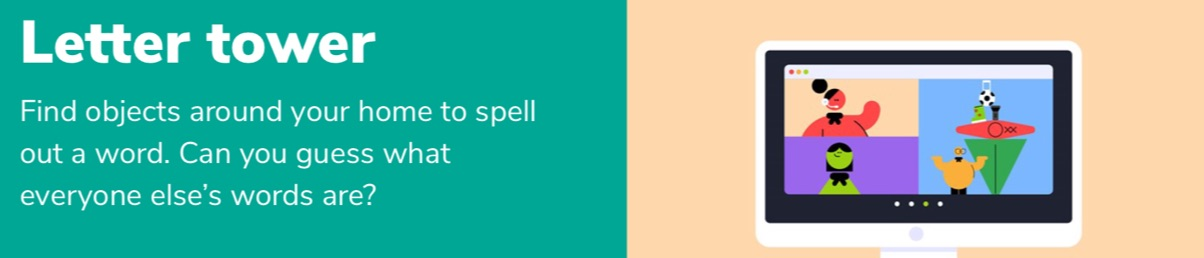 Letter tower
Find objects around your home to spell
out a word. Can you guess what
everyone else’s words are?